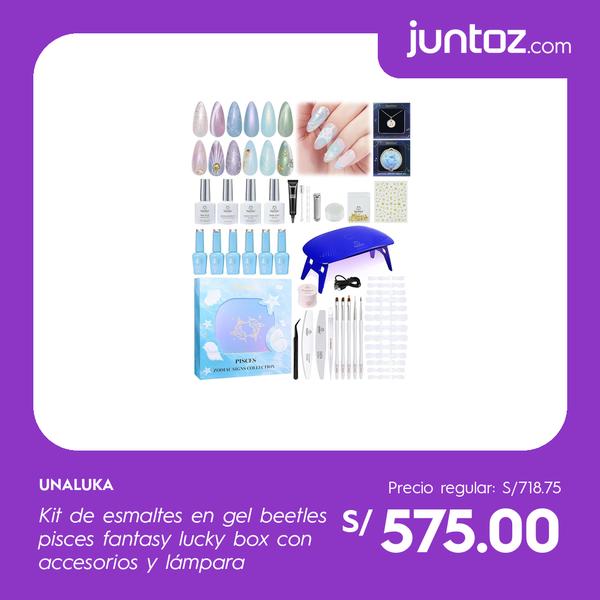 juntoz.com
PISCES
ZODIAC SIGNS COLLECTION
UNALUKA
Kit de esmaltes en gel beetles
pisces fantasy lucky box con
accesorios y lámpara
Precio regular: S/718.75
S/575.00